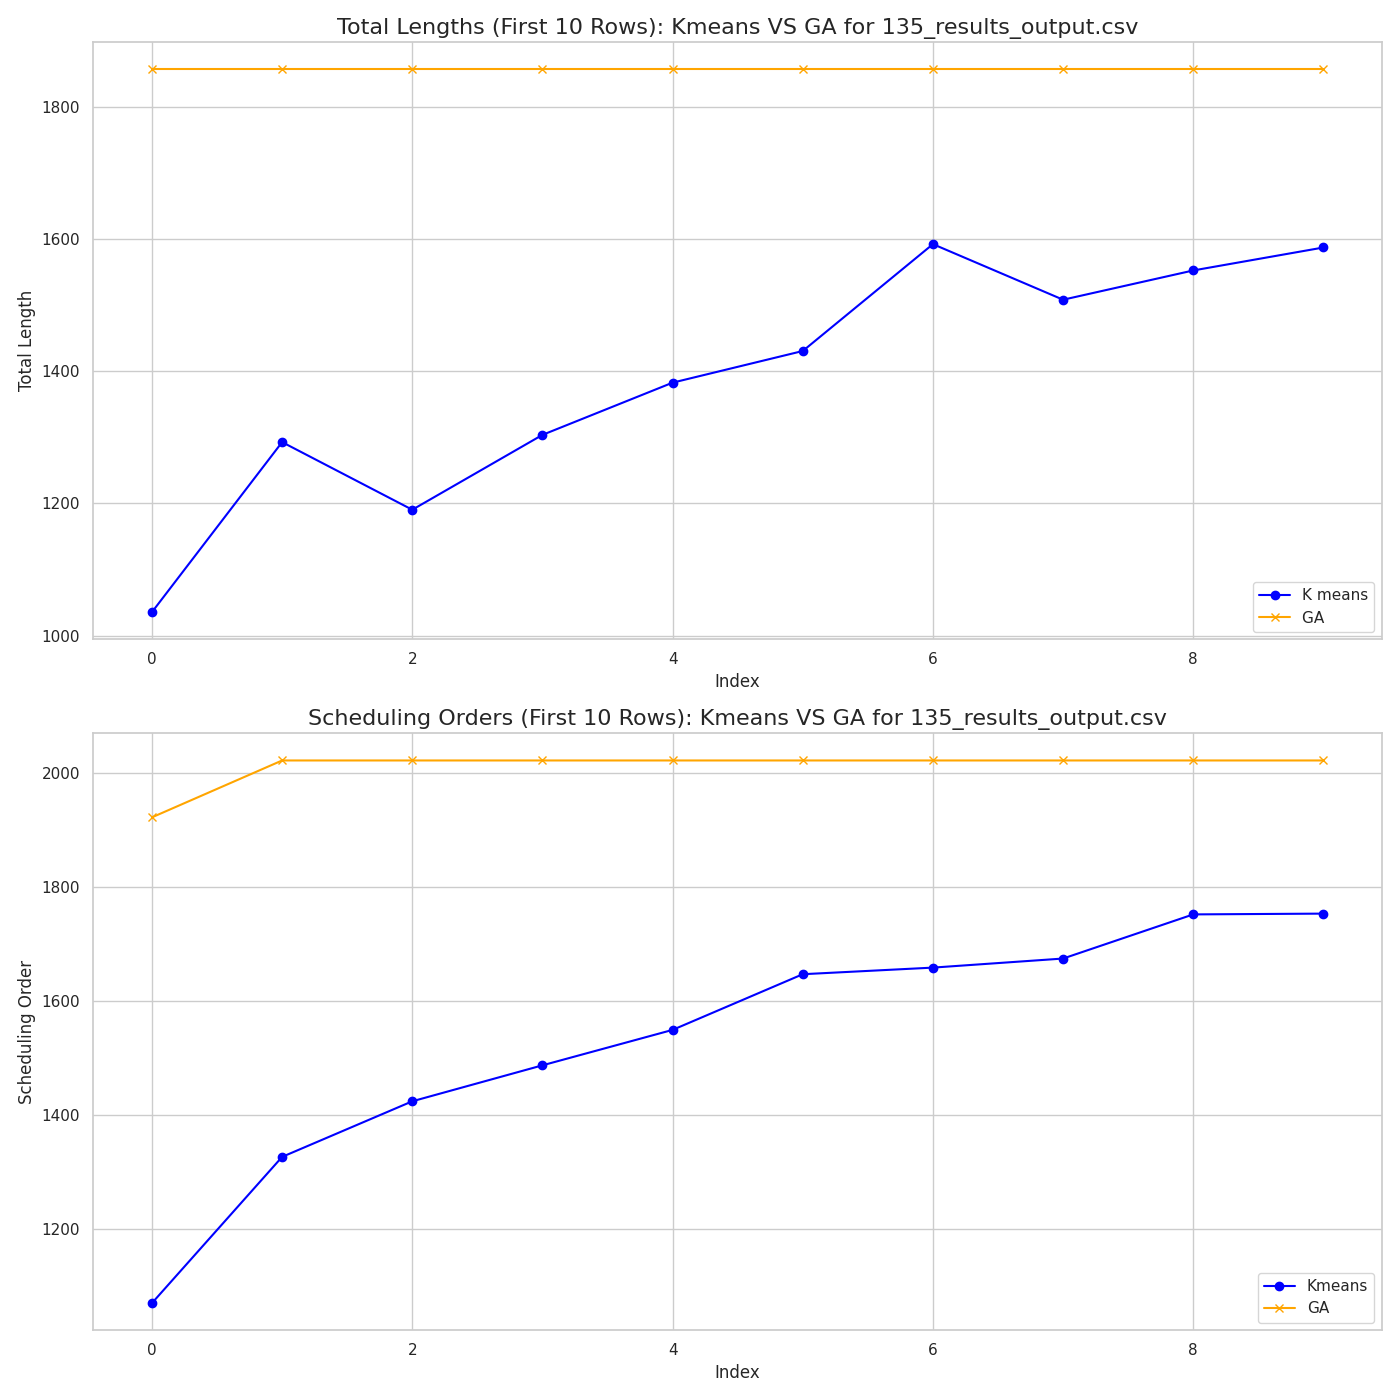 Total Lengths (First 10 Rows): Kmeans VS GA for 135_results_output.csv
1800
1600
1400
1200
1000
Total Length
K means
GA
0 2 4 6 8
Index
Scheduling Orders (First 10 Rows): Kmeans VS GA for 135_results_output.csv
2000
1800
1600
1400
1200
Scheduling Order
Kmeans
GA
0 2 4 6 8
Index